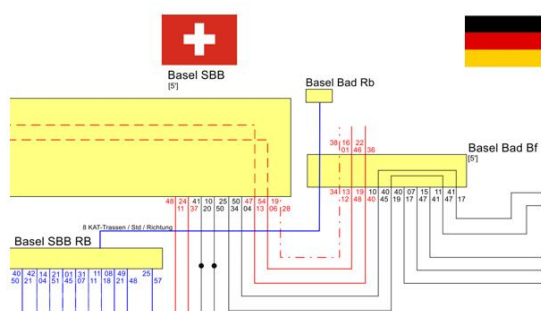 Basel SBB
[5']
Basel Bad Rb
Basel Bad Bf
[5']
38 16 22 36
01 46
48 24 41 10 25 50 47 54 19
11 37 20 50 34 04 13 06 26
34 13 19 10 40 40 07 15 11 41
12 48 40 45 19 17 47 41 47 17
8 KAT-Trassen / Std / Richtung
Basel SBB RB
40 42 14 21 01 31 11 08 49 25
50 21 04 51 45 07 11 18 21 48 57